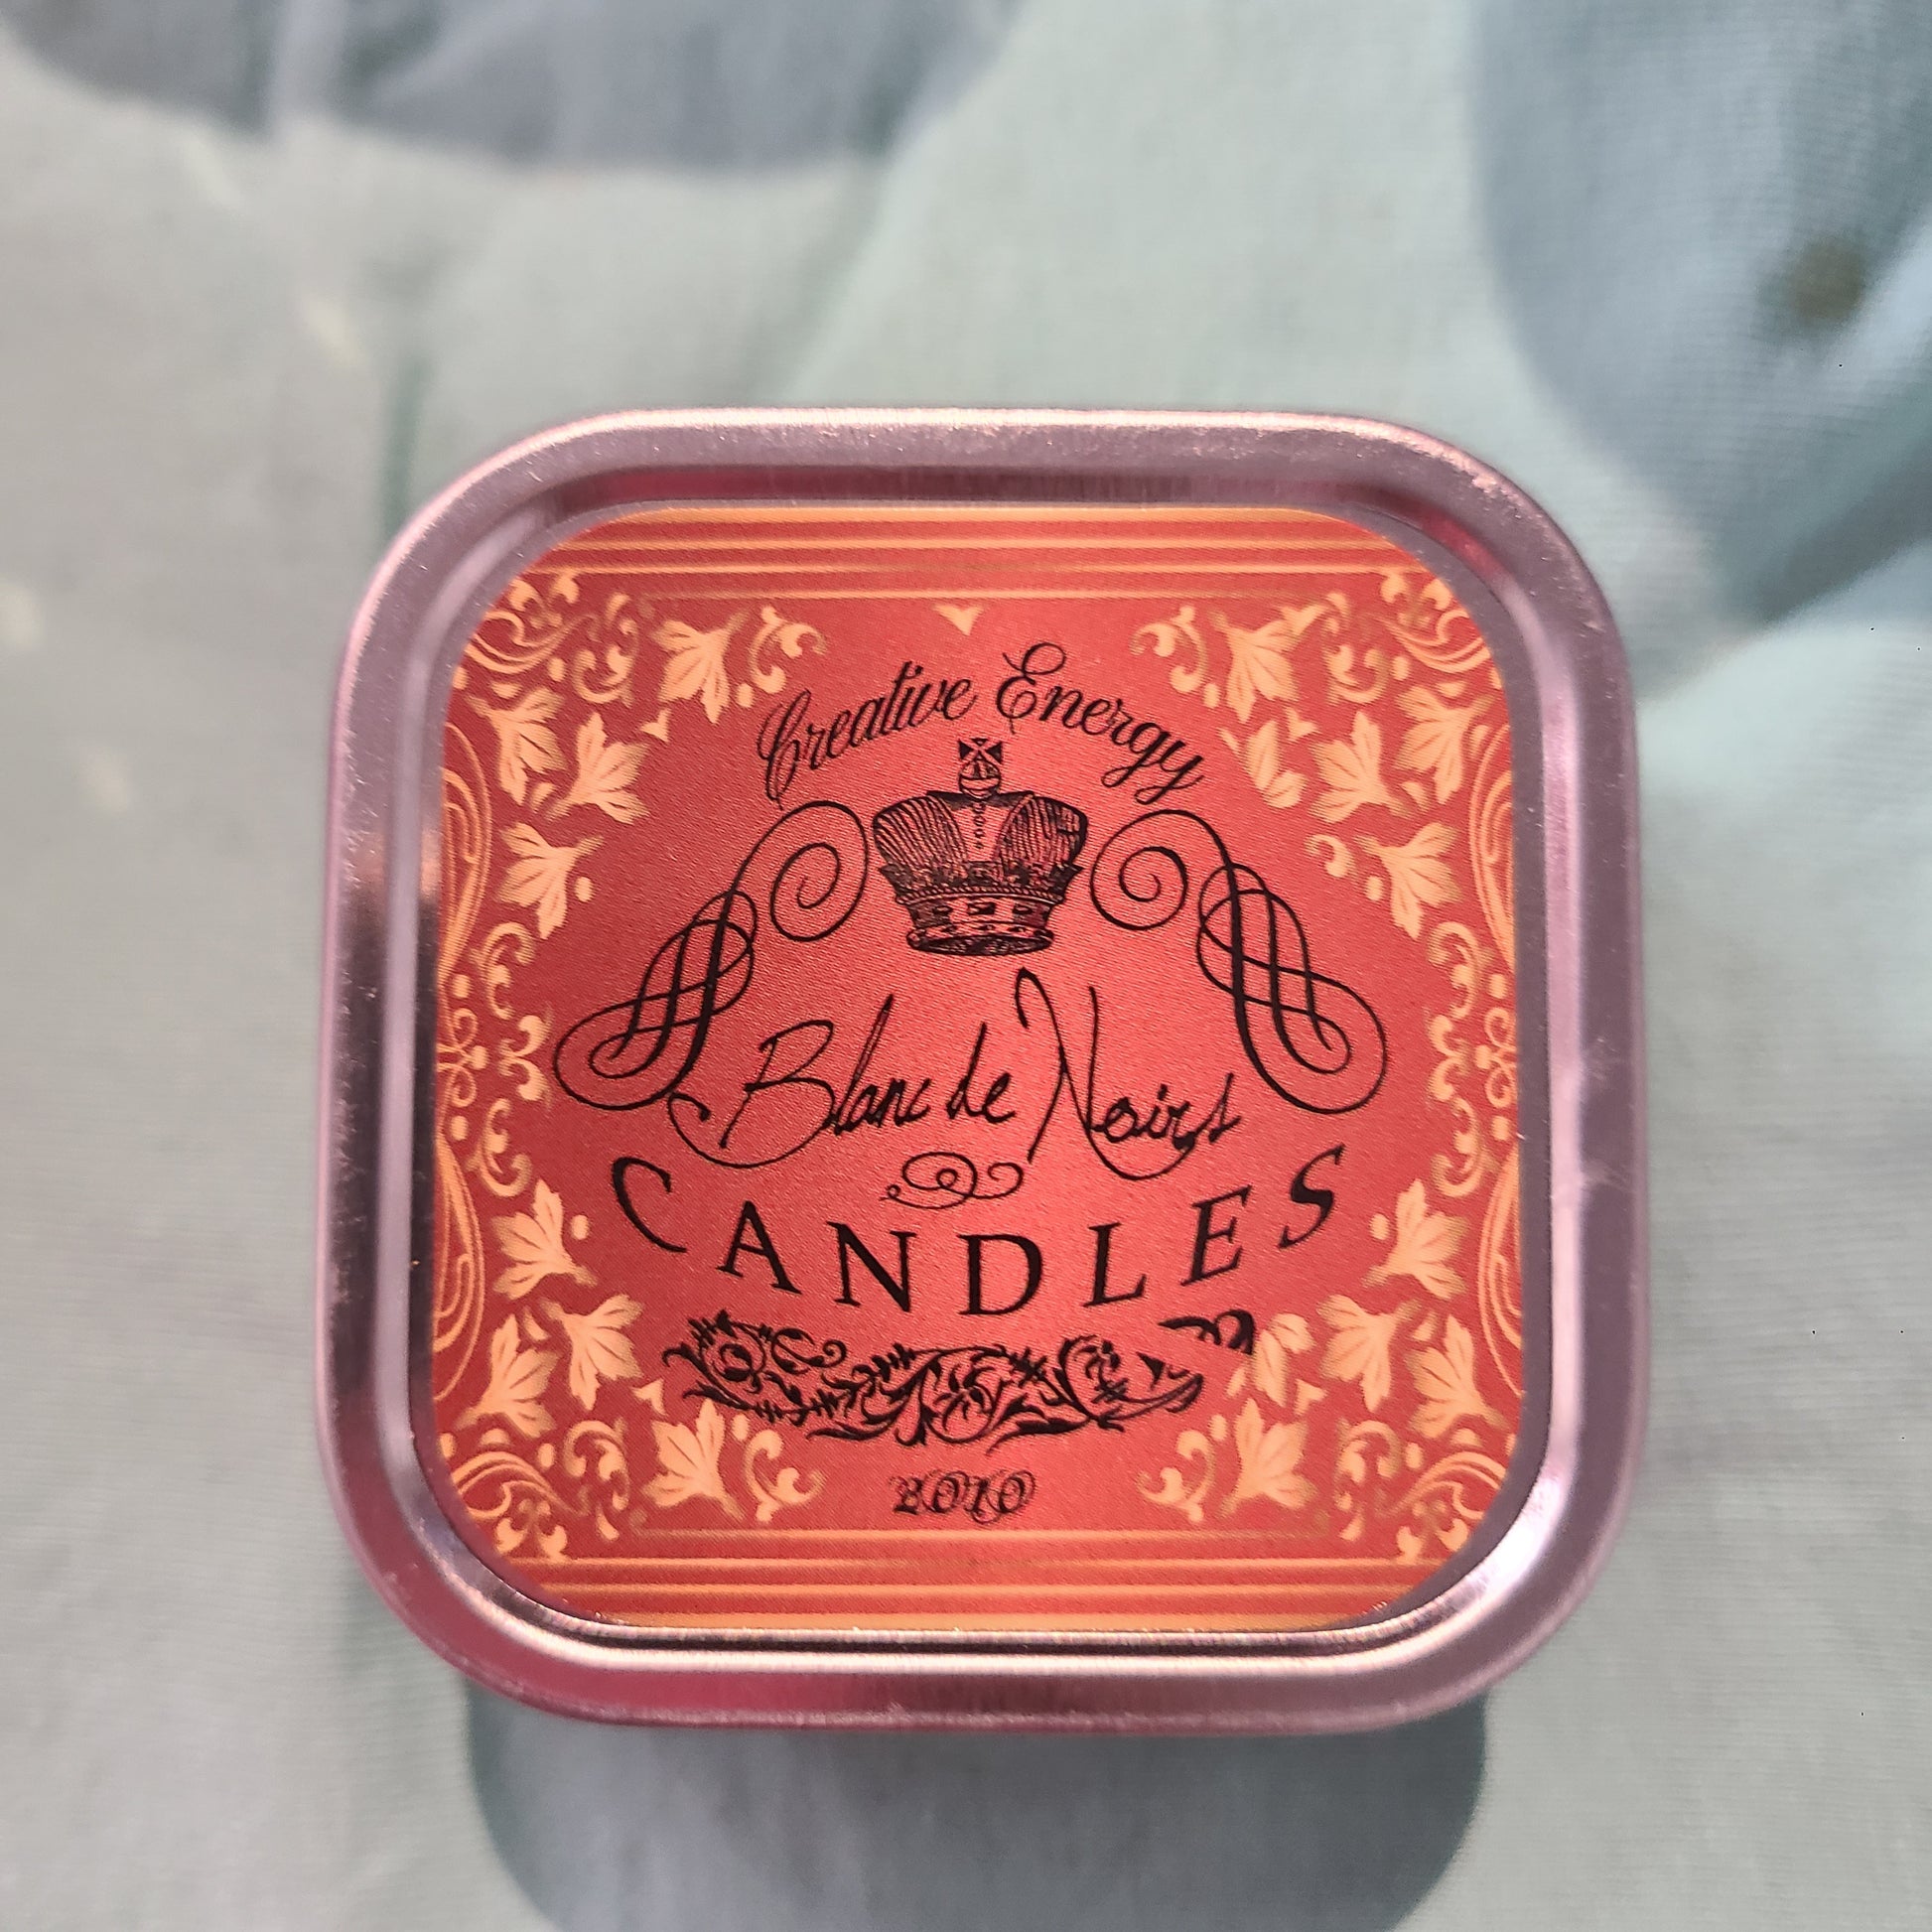 Creative Energy
Blanc de Noirs
CANDLES
2010